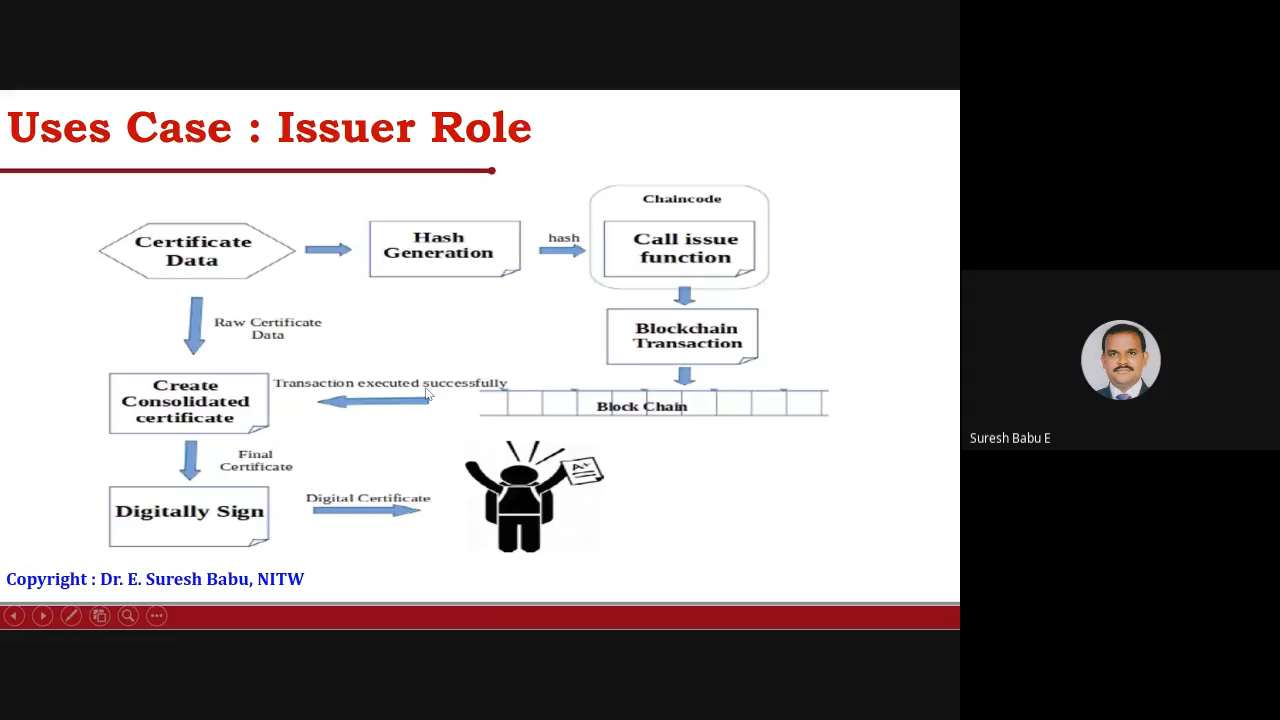 Uses Case : Issuer Role
Certificate
Data
Hash
Generation
hash
Chaincode
Call issue
function
Raw Certificate
Data
Blockchain
Transaction
Create
Consolidated
certificate
Transaction executed successfully
Block Chain
Final
Certificate
Digitally Sign
Digital Certificate
A+
Copyright : Dr. E. Suresh Babu, NITW
Suresh Babu E